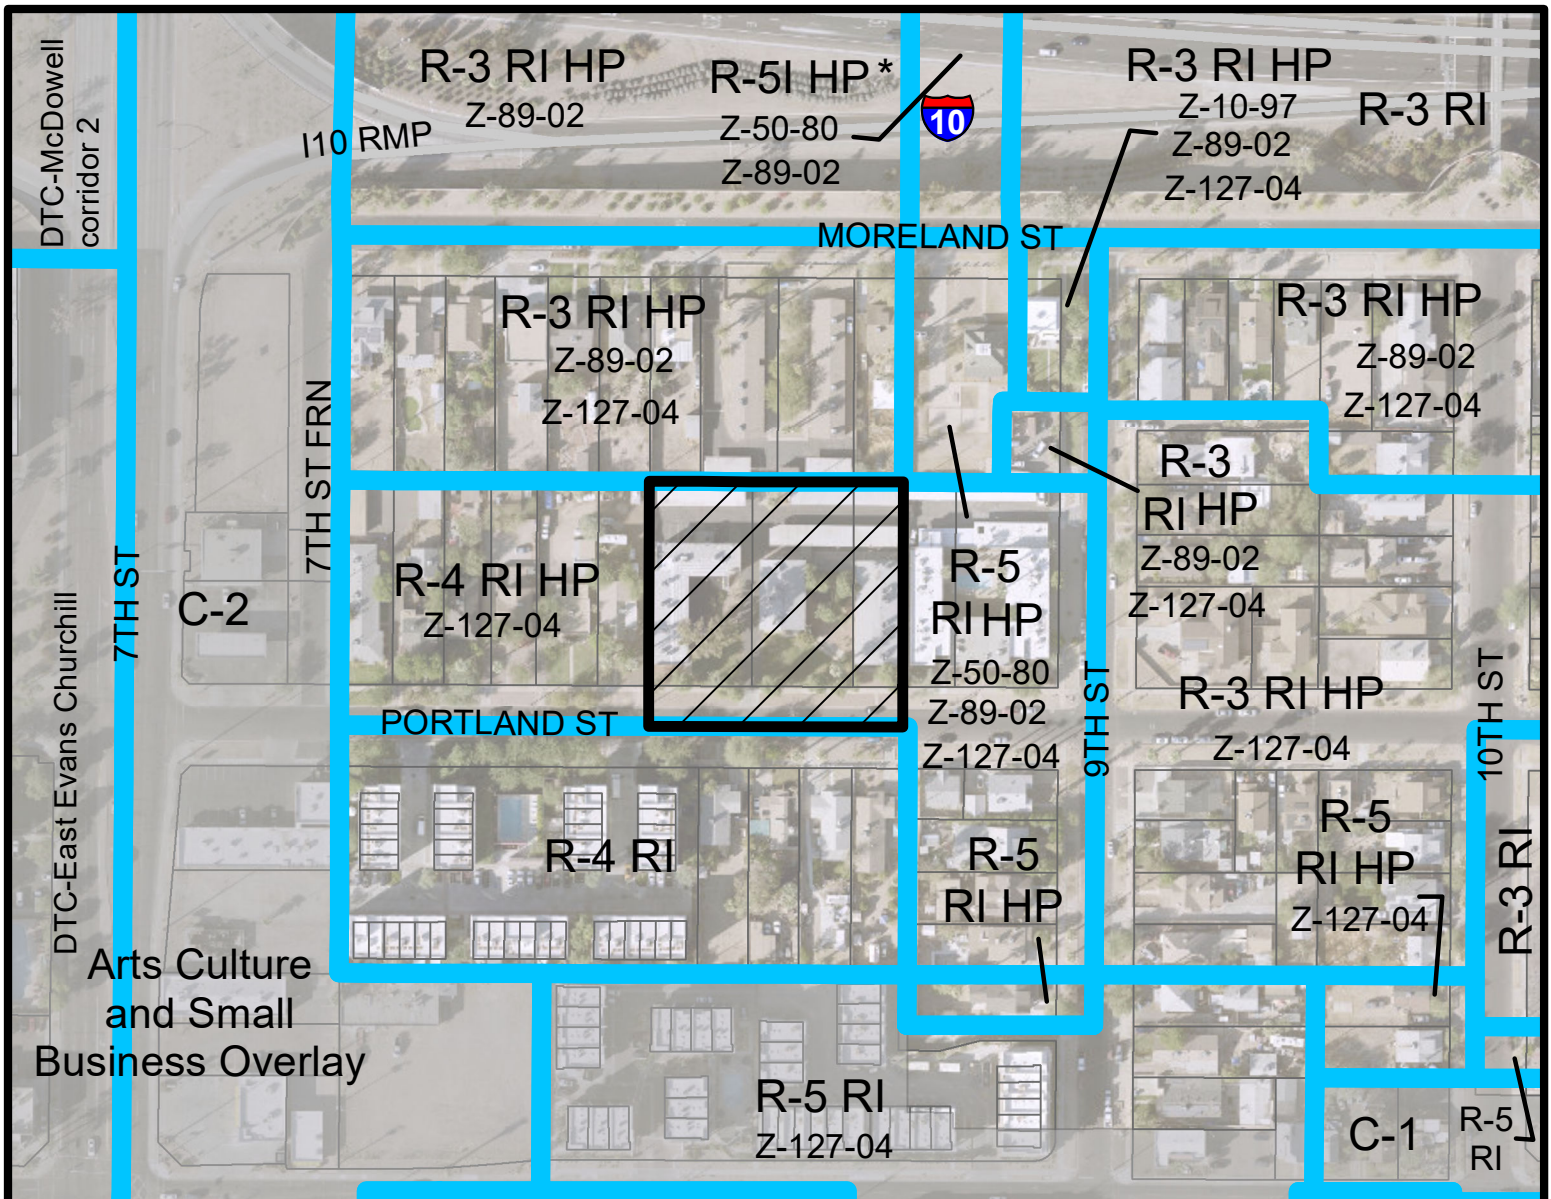 DTC-McDowell
corridor 2
R-3 RI HP
Z-89-02
I10 RMP
R-5I HP *
Z-50-80
Z-89-02
10
R-3 RI HP
Z-10-97
Z-89-02
Z-127-04
R-3 RI
MORELAND ST
R-3 RI HP
Z-89-02
Z-127-04
R-3 RI HP
Z-89-02
Z-127-04
7TH ST FRN
7TH ST
C-2
R-4 RI HP
Z-127-04
R-5
RI HP
Z-50-80
Z-89-02
Z-127-04
R-3
RI HP
Z-89-02
Z-127-04
R-3 RI HP
Z-127-04
PORTLAND ST
9TH ST
10TH ST
DTC-East Evans Churchill
R-4 RI
R-5
RI HP
R-5
RI HP
Z-127-04
R-3 RI
Arts Culture
and Small
Business Overlay
R-5 RI
Z-127-04
C-1
R-5
RI